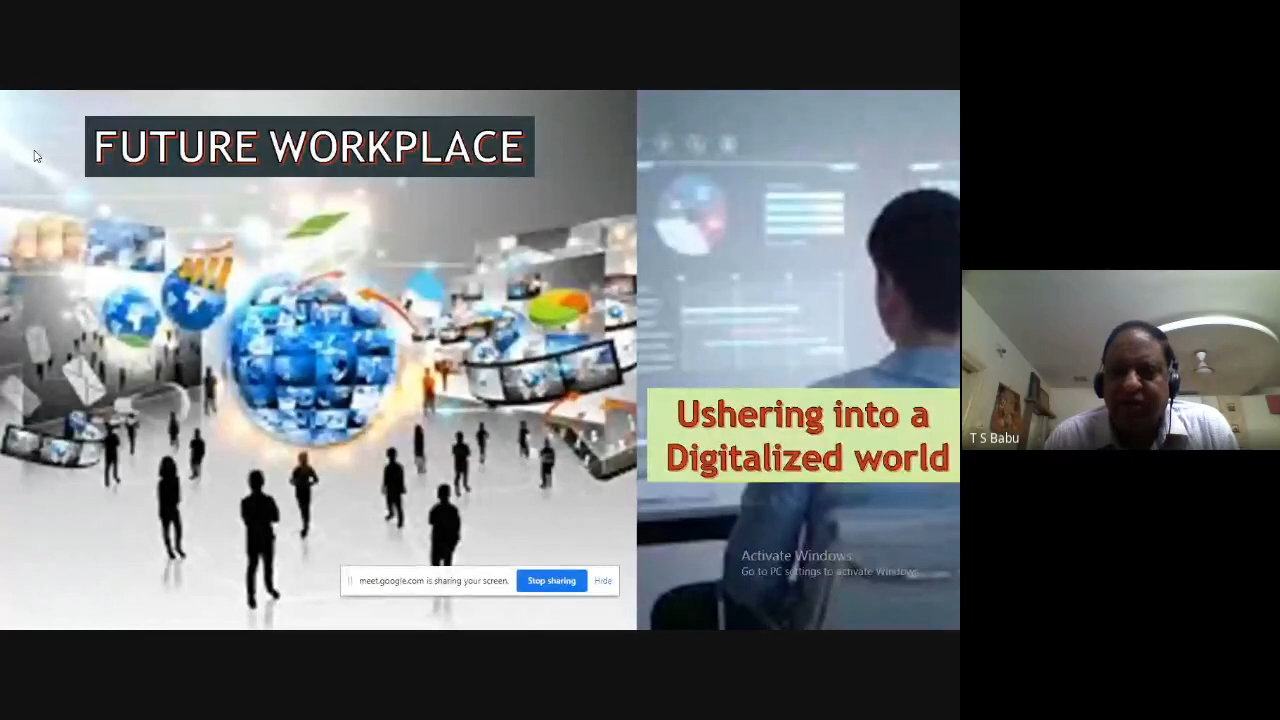 FUTURE WORKPLACE
Ushering into a
Digitalized world
Activate Windows
Go to PC settings to activate Windows.
meet.google.com is sharing your screen.
Stop sharing
Hide
T S Babu